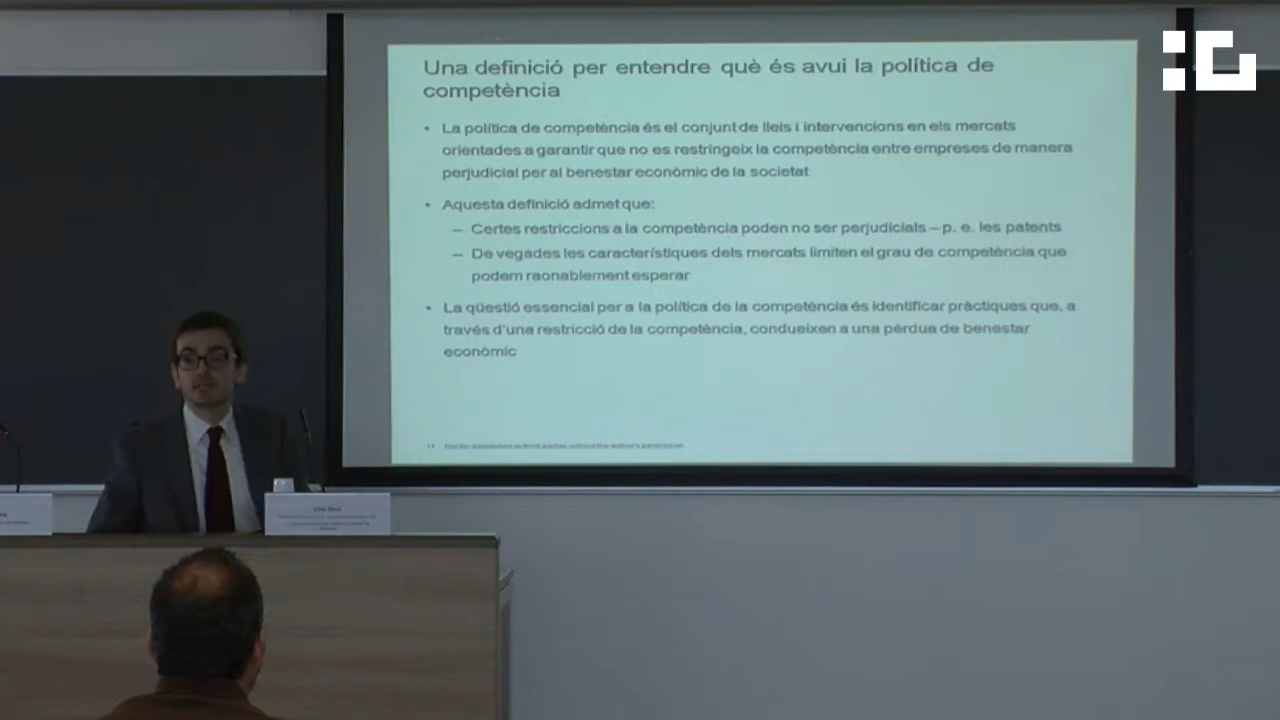 Una definició per entendre què és avui la política de
competència
• La política de competència és el conjunt de lleis i intervencions en els mercats
orientades a garantir que no es restringeix la competència entre empreses de manera
perjudicial per al benestar econòmic de la societat
• Aquesta definició admet que:
– Certes restriccions a la competència poden no ser perjudicials – p. e. les patents
– De vegades les característiques dels mercats limiten el grau de competència que
podem raonablement esperar
• La qüestió essencial per a la política de la competència és identificar pràctiques que, a
través d'una restricció de la competència, condueixen a una pèrdua de benestar
econòmic